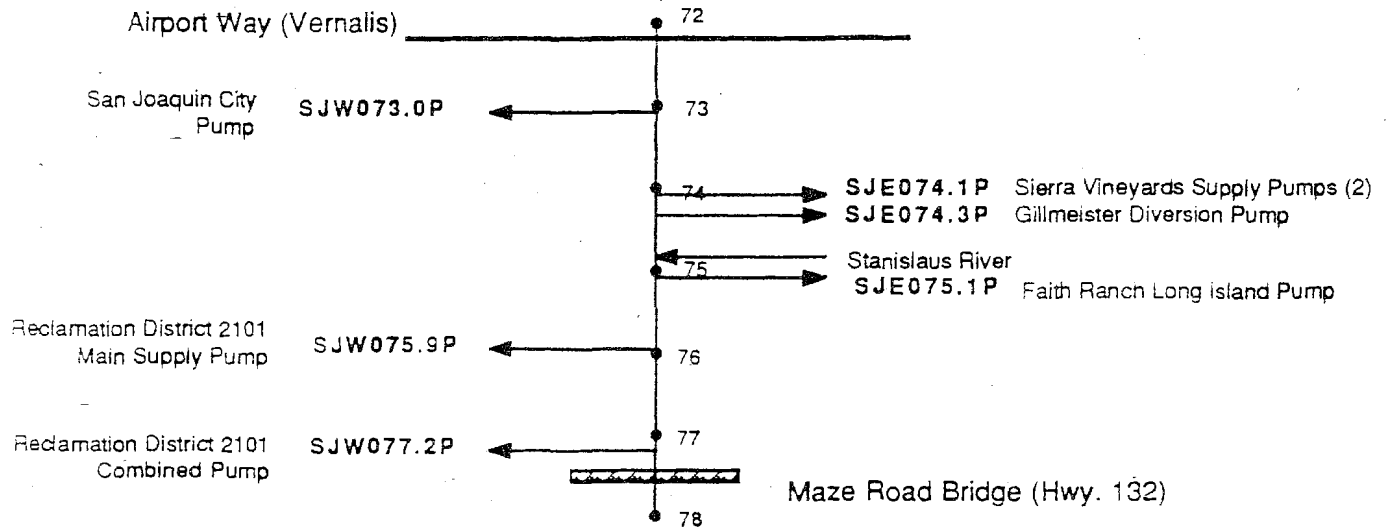 72
Airport Way (Vernalis)
San Joaquin City
Pump
SJW073.0P
73
74
SJE074.1P Sierra Vineyards Supply Pumps (2)
SJE074.3P Gillmeister Diversion Pump
Stanislaus River
75
SJE075.1P Faith Ranch Long island Pump
Reclamation District 2101
Main Supply Pump
SJW075.9P
76
77
Reclamation District 2101
Combined Pump
SJW077.2P
Maze Road Bridge (Hwy. 132)
78